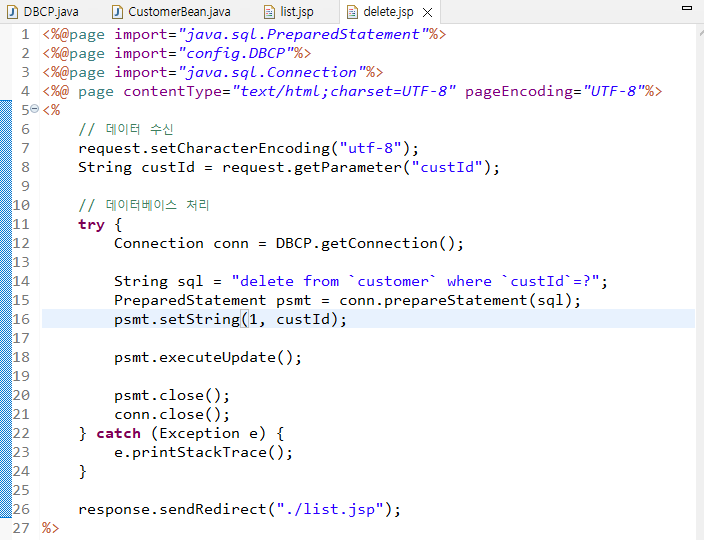 DBCP.java CustomerBean.java list.jsp delete.jsp
1 <%@page import="java.sql.PreparedStatement"%>
2 <%@page import="config.DBCP"%>
3 <%@page import="java.sql.Connection"%>
4 <%@ page contentType="text/html;charset=UTF-8" pageEncoding="UTF-8"%>
5 <%
6     // 데이터 수신
7     request.setCharacterEncoding("utf-8");
8     String custId = request.getParameter("custId");
9
10     // 데이터베이스 처리
11     try {
12         Connection conn = DBCP.getConnection();
13
14         String sql = "delete from `customer` where `custId`=?";
15         PreparedStatement psmt = conn.prepareStatement(sql);
16         psmt.setString(1, custId);
17
18         psmt.executeUpdate();
19
20         psmt.close();
21         conn.close();
22     } catch (Exception e) {
23         e.printStackTrace();
24     }
25
26     response.sendRedirect("./list.jsp");
27 %>